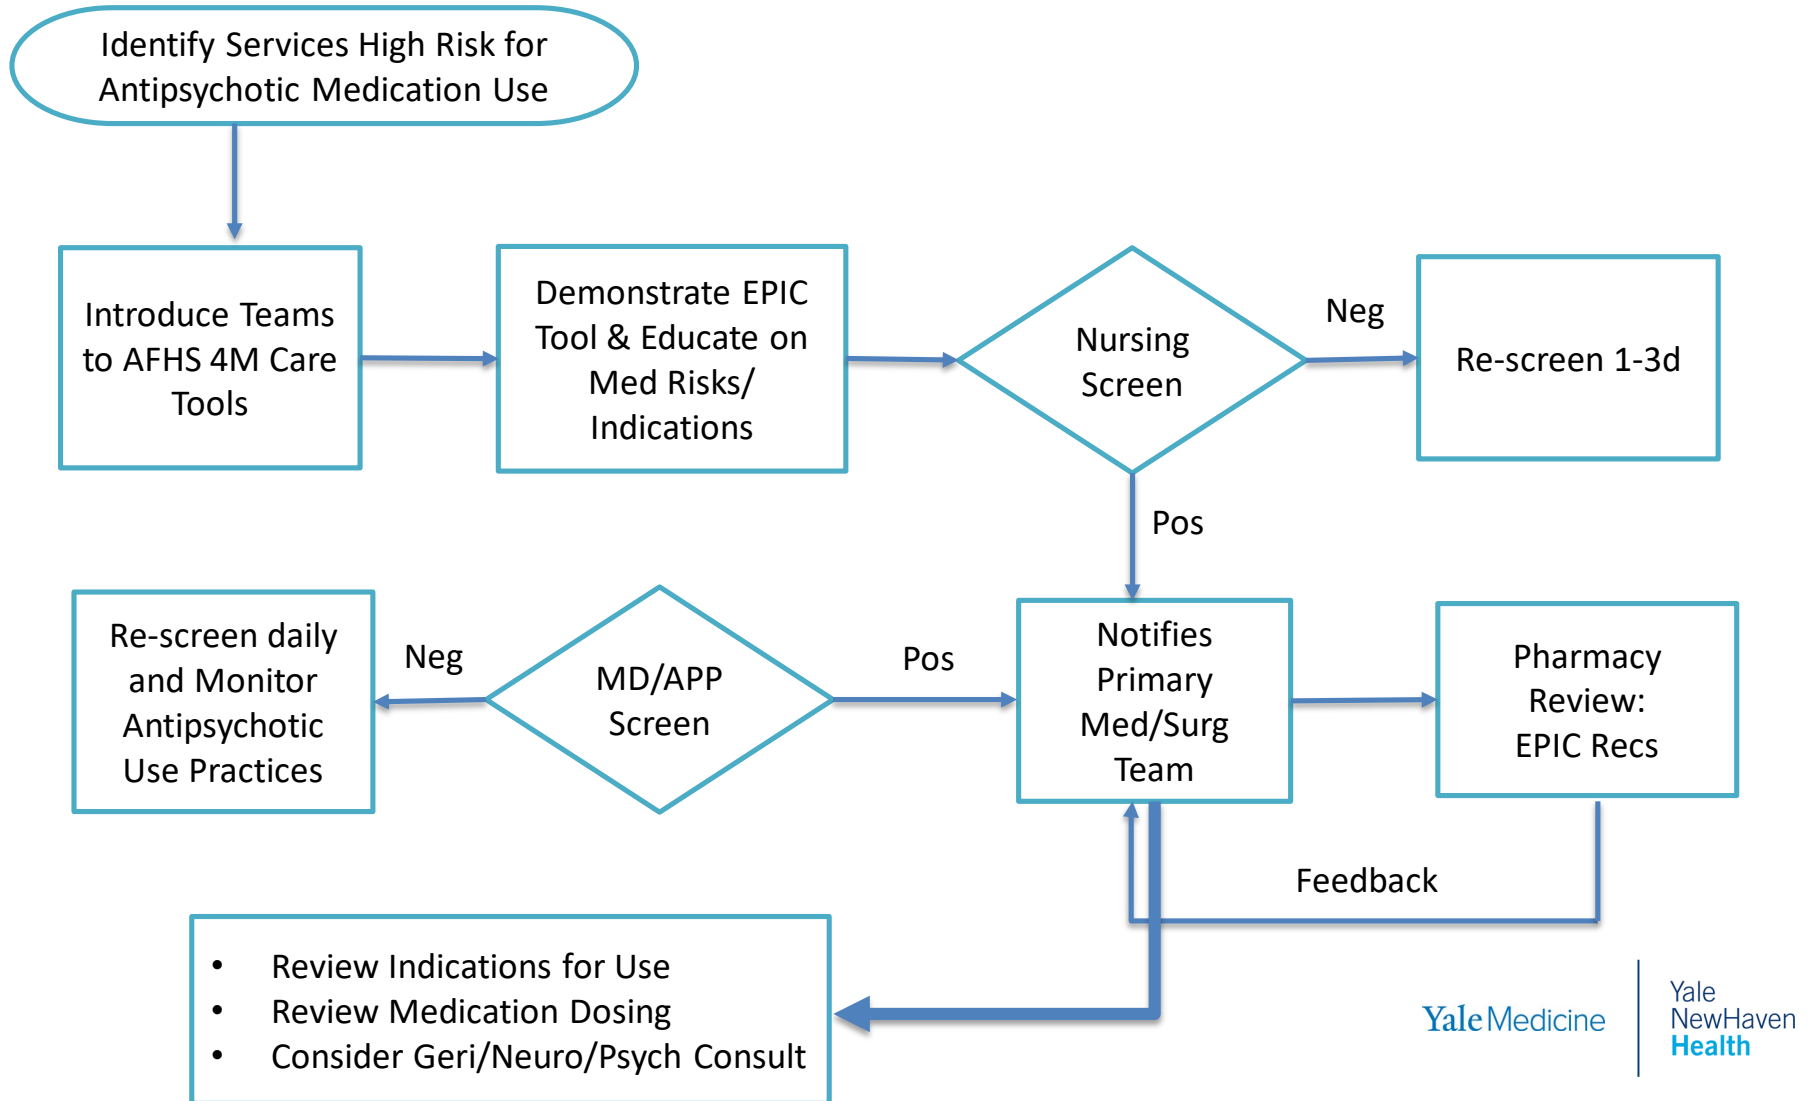 Identify Services High Risk for
Antipsychotic Medication Use
Introduce Teams
to AFHS 4M Care
Tools
Demonstrate EPIC
Tool & Educate on
Med Risks/
Indications
Nursing
Screen
Neg
Re-screen 1-3d
Pos
Re-screen daily
and Monitor
Antipsychotic
Use Practices
Neg
MD/APP
Screen
Pos
Notifies
Primary
Med/Surg
Team
Pharmacy
Review:
EPIC Recs
Feedback
• Review Indications for Use
• Review Medication Dosing
• Consider Geri/Neuro/Psych Consult
Yale Medicine
Yale
NewHaven
Health